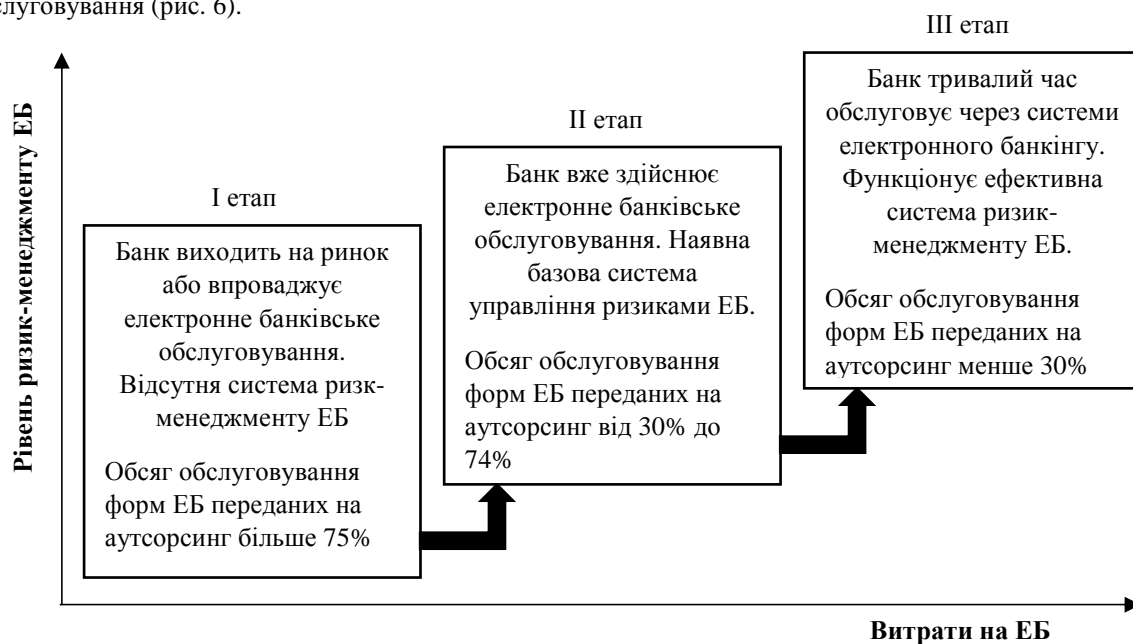 слуговування (рис. 6).
Рівень ризик-менеджменту ЕБ
І етап
Банк виходить на ринок
або впроваджує
електронне банківське
обслуговування.
Відсутня система ризк-
менеджменту ЕБ
Обсяг обслуговування
форм ЕБ переданих на
аутсорсинг більше 75%
ІІ етап
Банк вже здійснює
електронне банківське
обслуговування. Наявна
базова система
управління ризиками ЕБ.
Обсяг обслуговування
форм ЕБ переданих на
аутсорсинг від 30% до
74%
ІІІ етап
Банк тривалий час
обслуговує через системи
електронного банкінгу.
Функціонує ефективна
система ризик-
менеджменту ЕБ.
Обсяг обслуговування
форм ЕБ переданих на
аутсорсинг менше 30%
Витрати на ЕБ